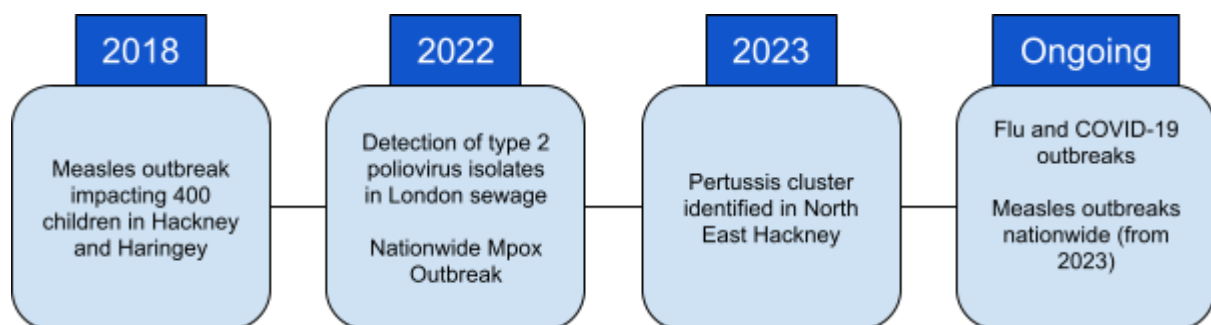 2018
Measles outbreak
impacting 400
children in Hackney
and Haringey
2022
Detection of type 2
poliovirus isolates
in London sewage
Nationwide Mpox
Outbreak
2023
Pertussis cluster
identified in North
East Hackney
Ongoing
Flu and COVID-19
outbreaks
Measles outbreaks
nationwide (from
2023)